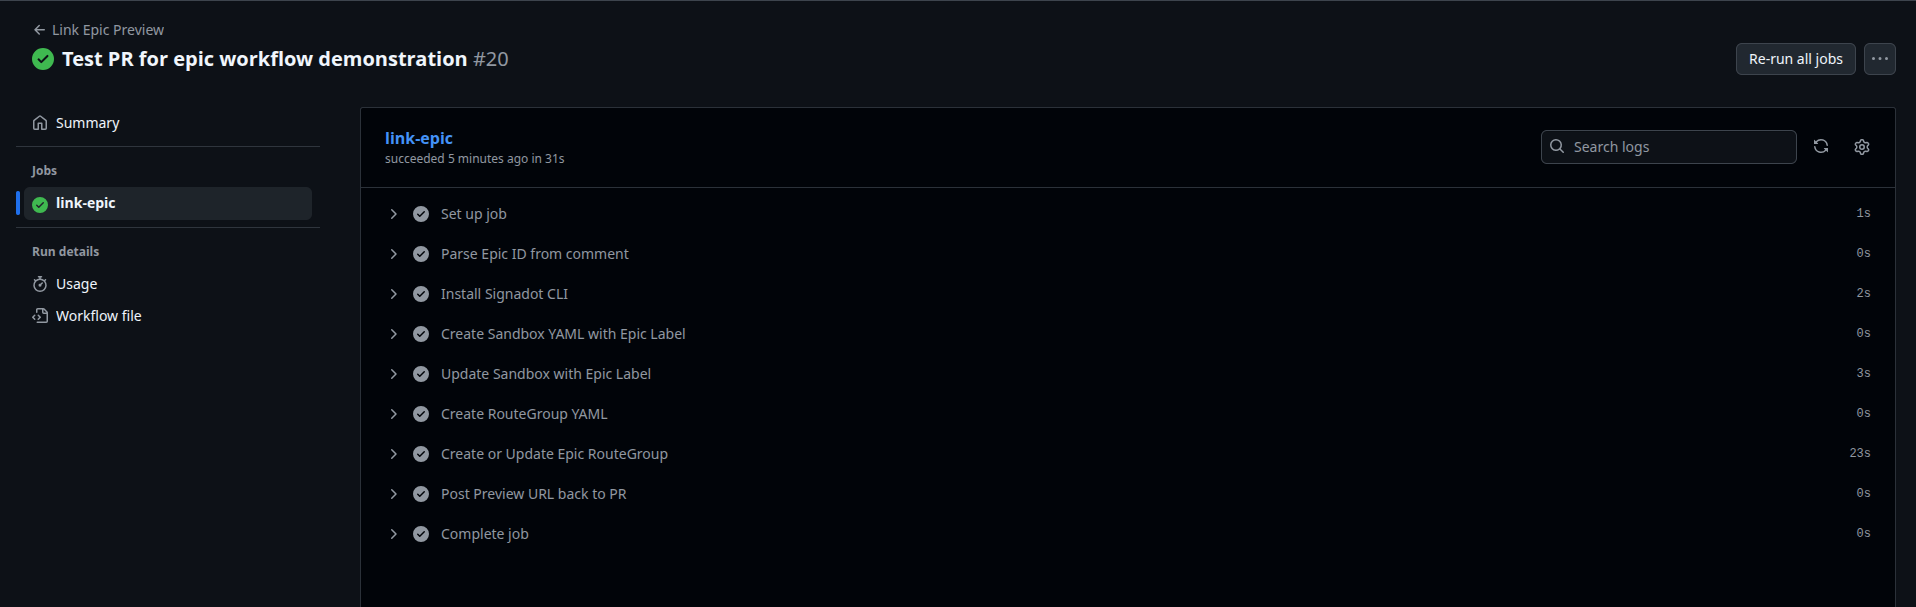 Link Epic Preview
Test PR for epic workflow demonstration #20
Re-run all jobs
Summary
Jobs
link-epic
Run details
Usage
Workflow file
link-epic
succeeded 5 minutes ago in 31s
Search logs
Set up job 1s
Parse Epic ID from comment 0s
Install Signadot CLI 2s
Create Sandbox YAML with Epic Label 0s
Update Sandbox with Epic Label 3s
Create RouteGroup YAML 0s
Create or Update Epic RouteGroup 23s
Post Preview URL back to PR 0s
Complete job 0s